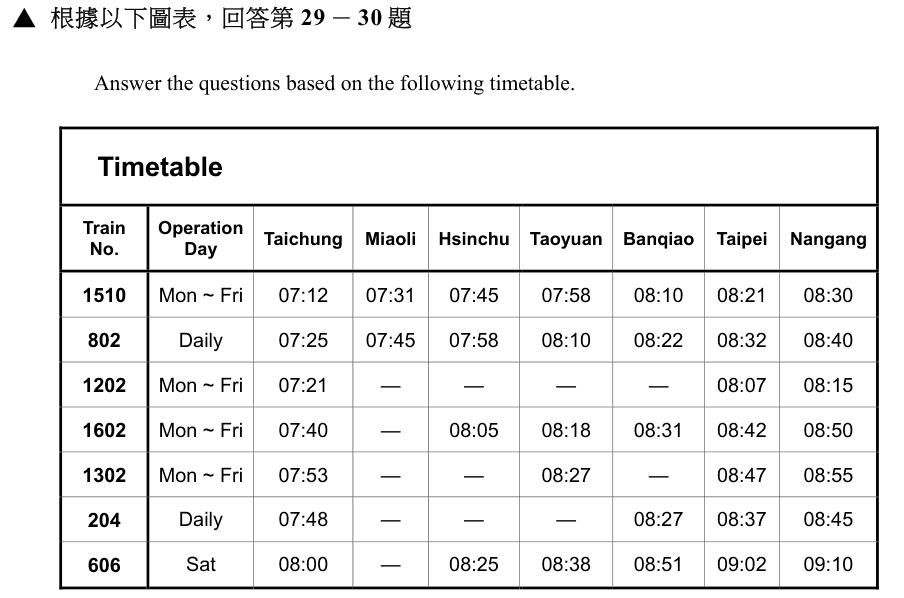 ▲ 根據以下圖表，回答第 29 － 30 題
Answer the questions based on the following timetable.
Timetable
Train No. Operation Day Taichung Miaoli Hsinchu Taoyuan Banqiao Taipei Nangang
1510 Mon ~ Fri 07:12 07:31 07:45 07:58 08:10 08:21 08:30
802 Daily 07:25 07:45 07:58 08:10 08:22 08:32 08:40
1202 Mon ~ Fri 07:21 — — — — 08:07 08:15
1602 Mon ~ Fri 07:40 — 08:05 08:18 08:31 08:42 08:50
1302 Mon ~ Fri 07:53 — — 08:27 — 08:47 08:55
204 Daily 07:48 — — — 08:27 08:37 08:45
606 Sat 08:00 — 08:25 08:38 08:51 09:02 09:10